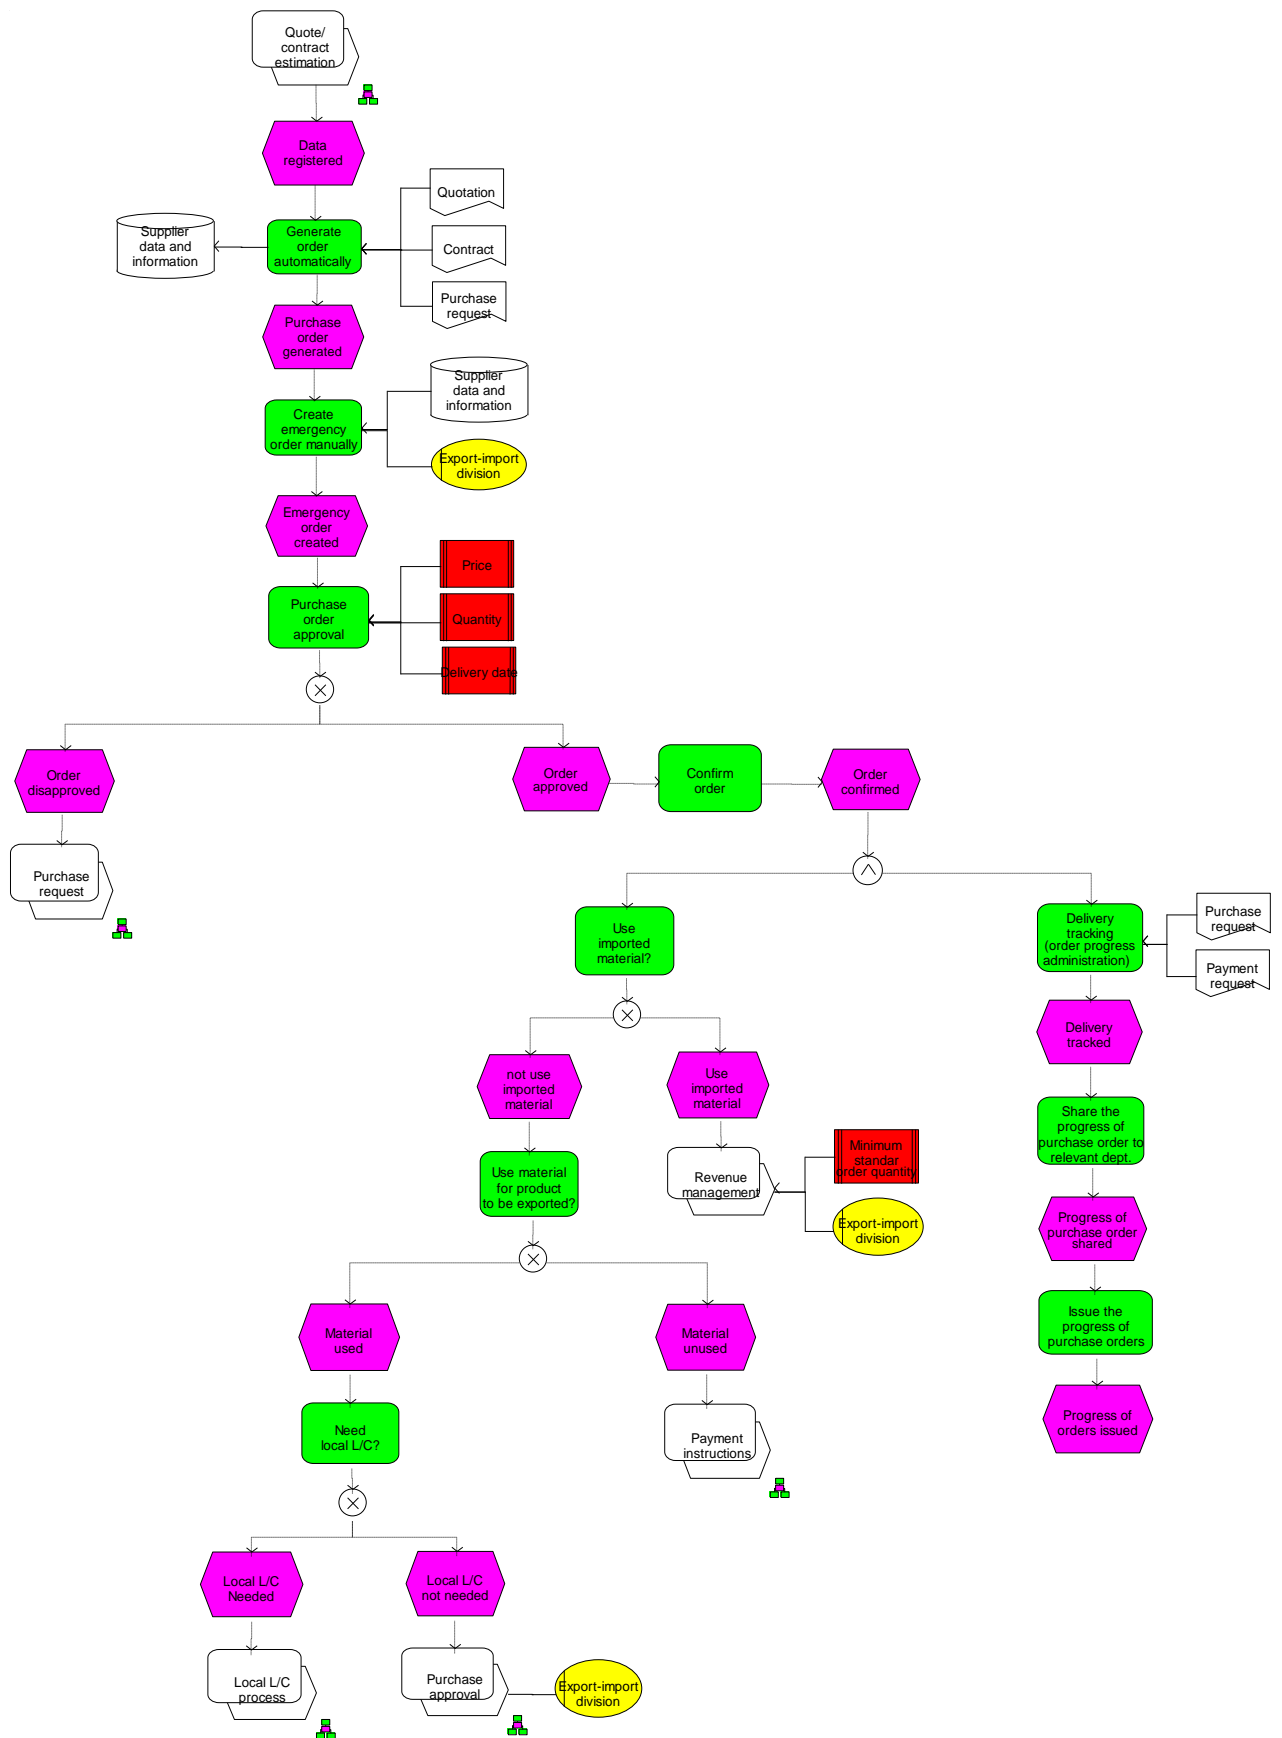 Quote/
contract
estimation
Data
registered
Quotation
Supplier
data and
information
Generate
order
automatically
Contract
Purchase
request
Purchase
order
generated
Supplier
data and
information
Create
emergency
order manually
Export-import
division
Emergency
order
created
Price
Purchase
order
approval
Quantity
Delivery date
Order
disapproved
Order
approved
Confirm
order
Order
confirmed
Purchase
request
Use
imported
material?
Delivery
tracking
(order progress
administration)
Purchase
request
Payment
request
not use
imported
material
Use
imported
material
Delivery
tracked
Use material
for product
to be exported?
Revenue
management
Minimum
standar
order quantity
Export-import
division
Share the
progress of
purchase order to
relevant dept.
Progress of
purchase order
shared
Material
used
Material
unused
Issue the
progress of
purchase orders
Need
local L/C?
Payment
instructions
Progress of
orders issued
Local L/C
Needed
Local L/C
not needed
Local L/C
process
Purchase
approval
Export-import
division